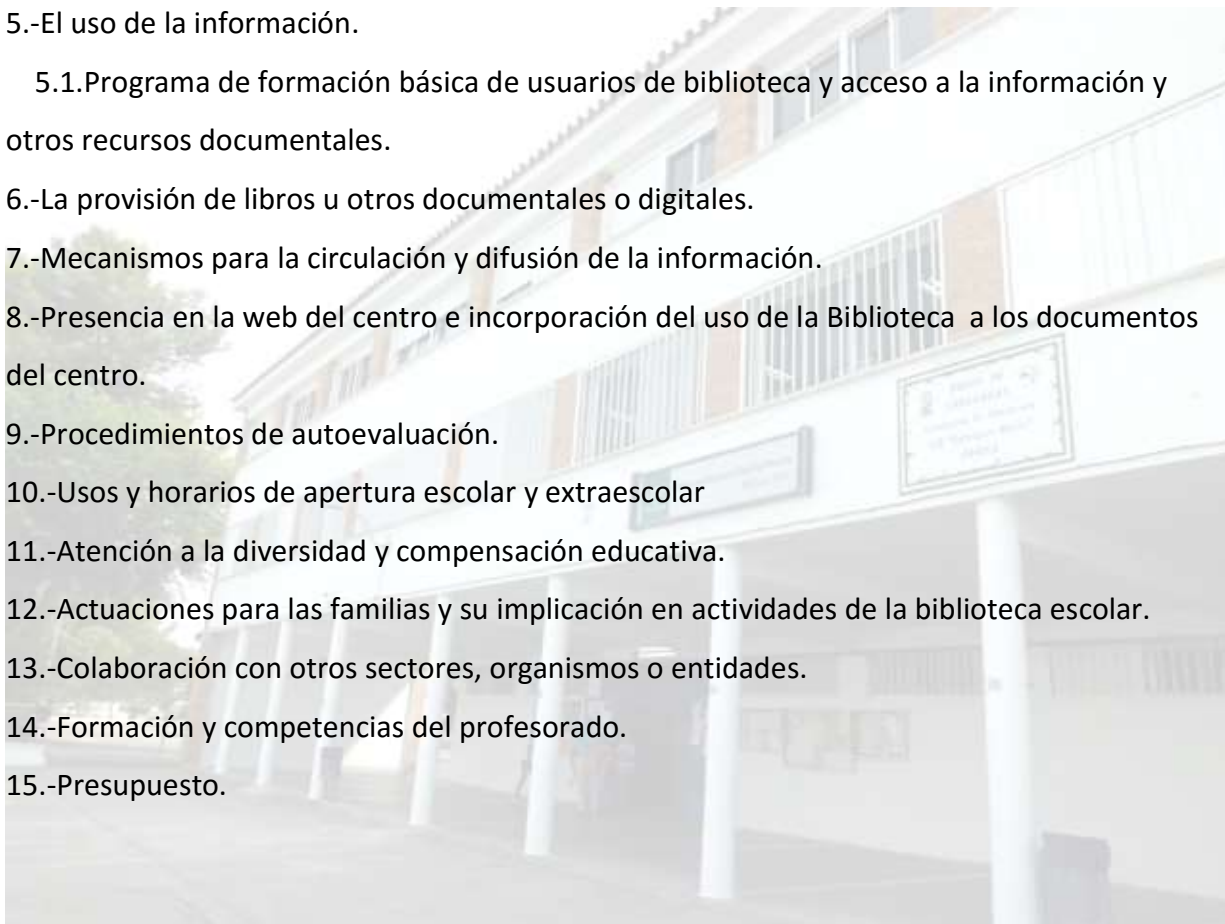 5.-El uso de la información.
5.1.Programa de formación básica de usuarios de biblioteca y acceso a la información y
otros recursos documentales.
6.-La provisión de libros u otros documentales o digitales.
7.-Mecanismos para la circulación y difusión de la información.
8.-Presencia en la web del centro e incorporación del uso de la Biblioteca  a los documentos
del centro.
9.-Procedimientos de autoevaluación.
10.-Usos y horarios de apertura escolar y extraescolar
11.-Atención a la diversidad y compensación educativa.
12.-Actuaciones para las familias y su implicación en actividades de la biblioteca escolar.
13.-Colaboración con otros sectores, organismos o entidades.
14.-Formación y competencias del profesorado.
15.-Presupuesto.